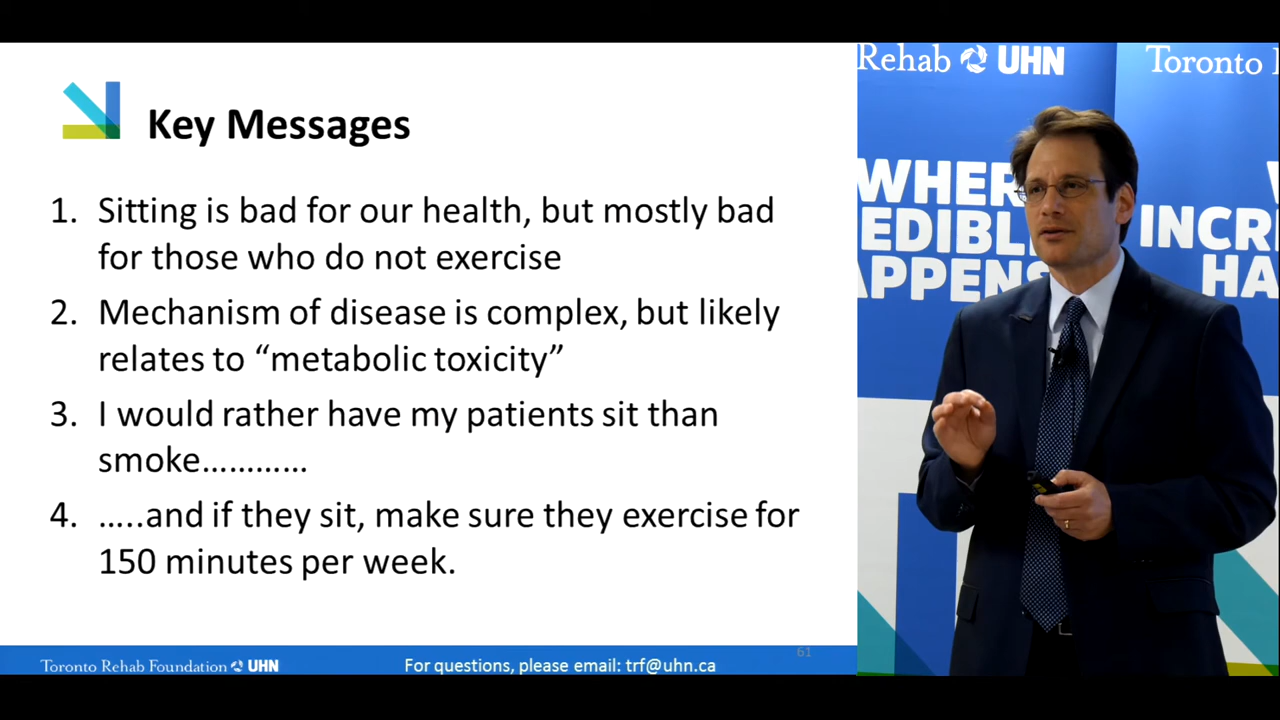 Key Messages
1. Sitting is bad for our health, but mostly bad
for those who do not exercise
2. Mechanism of disease is complex, but likely
relates to “metabolic toxicity”
3. I would rather have my patients sit than
smoke…………
4. …..and if they sit, make sure they exercise for
150 minutes per week.
61
Toronto Rehab Foundation UHN
For questions, please email: trf@uhn.ca
Rehab UHN
Toronto
WHER
EDIBL
APPENS
W
INCR
HA